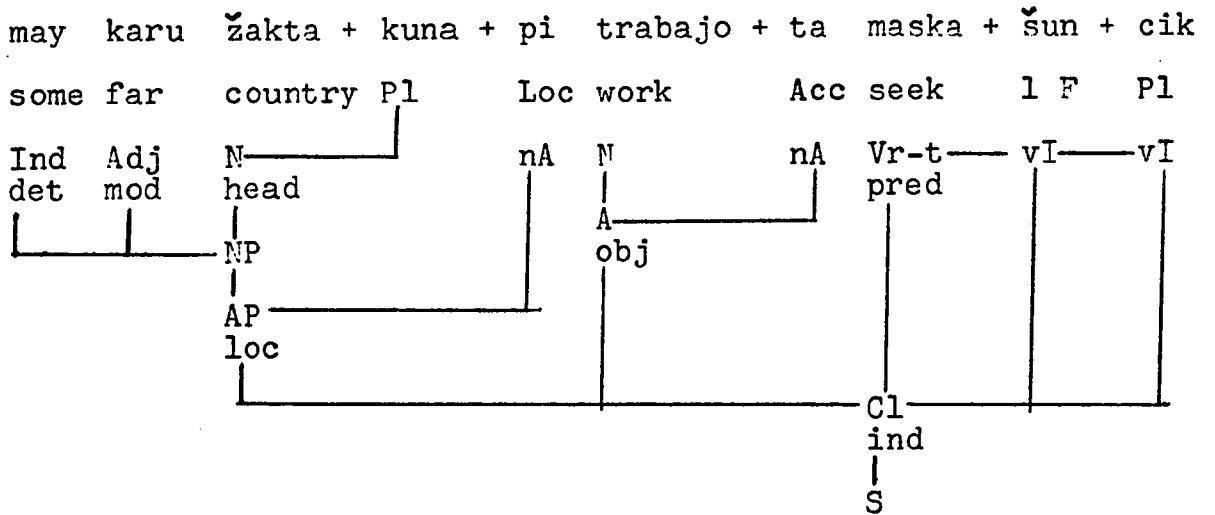 may karu žakta + kuna + pi trabajo + ta maska + šun + cik
some far country Pl Loc work Acc seek 1 F Pl
Ind Adj N nA N nA Vr-t vI vI
det mod head pred
A
NP obj
AP
loc
Cl
ind
S